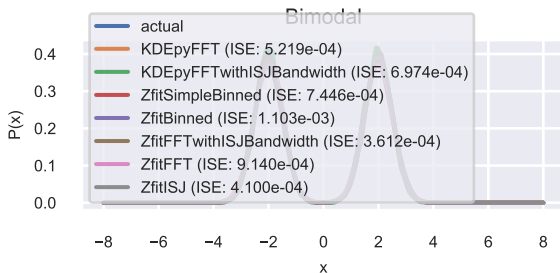 Bimodal
actual
KDEpyFFT (ISE: 5.219e-04)
KDEpyFFTwithISJBandwidth (ISE: 6.974e-04)
ZfitSimpleBinned (ISE: 7.446e-04)
ZfitBinned (ISE: 1.103e-03)
ZfitFFTwithISJBandwidth (ISE: 3.612e-04)
ZfitFFT (ISE: 9.140e-04)
ZfitISJ (ISE: 4.100e-04)
P(x)
0.4
0.3
0.2
0.1
0.0
−8 −6 −4 −2 0 2 4 6 8
x